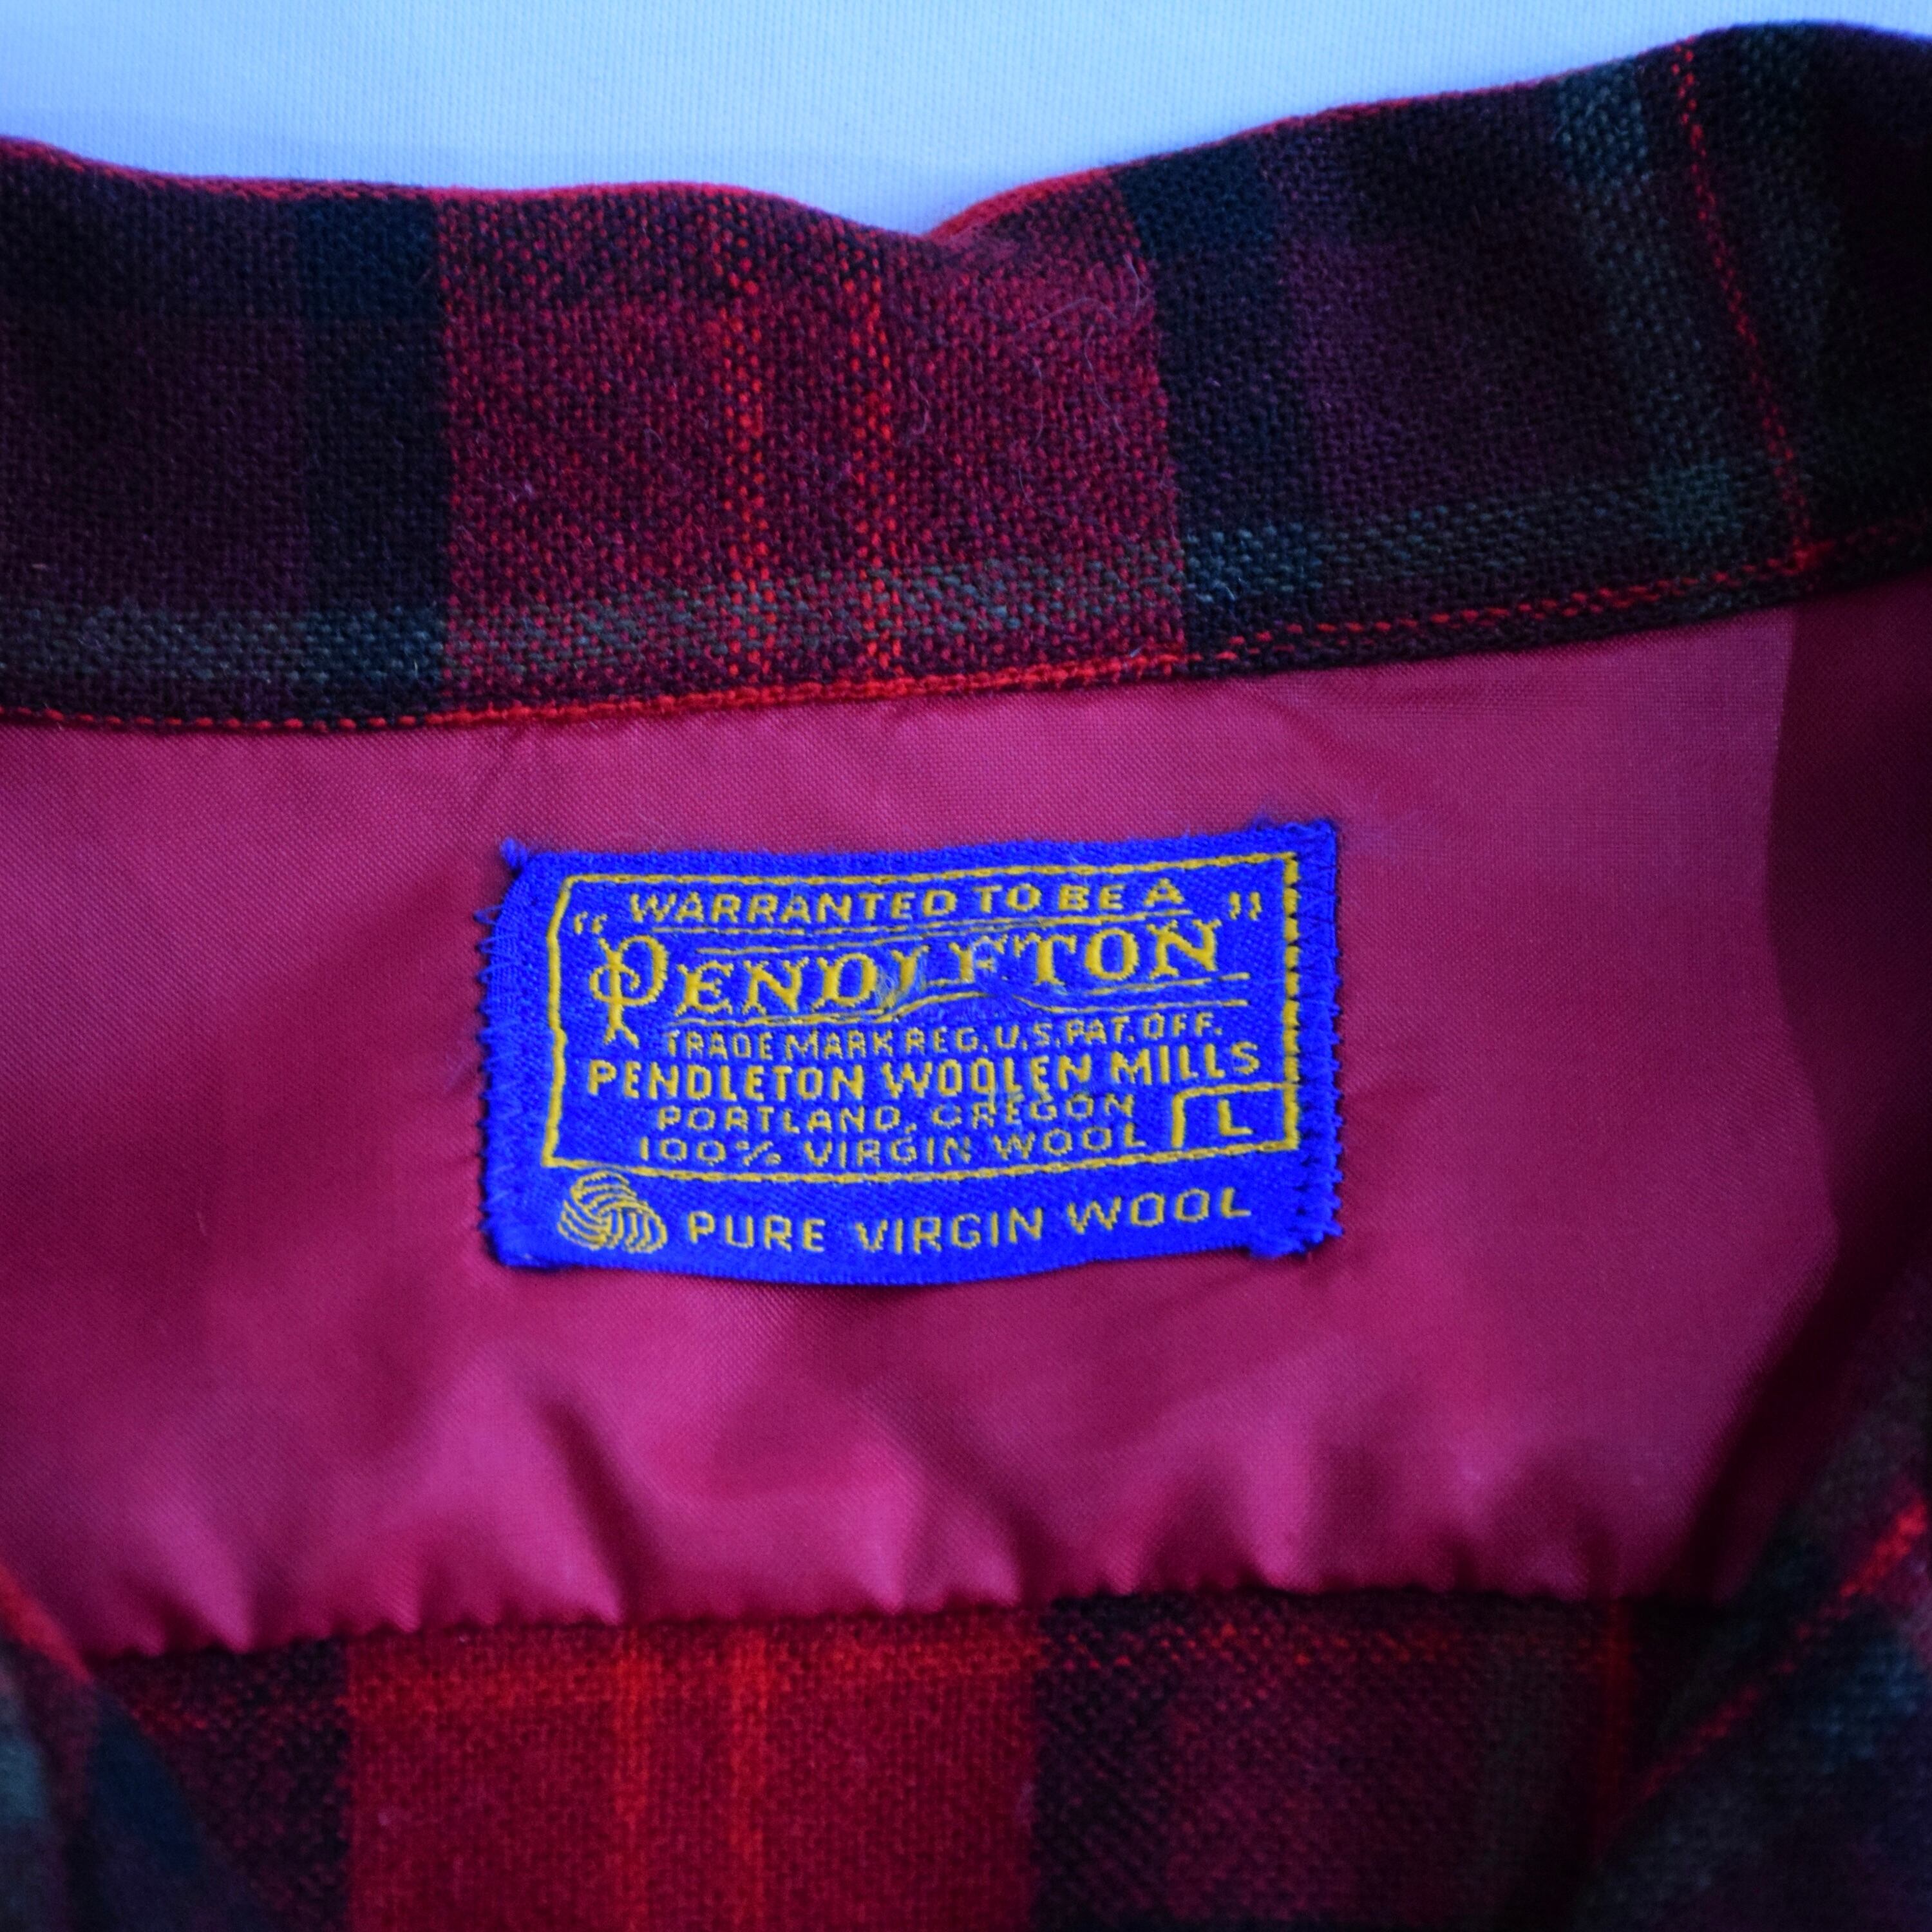 WARRANTED TO BE A
"PENDLETON"
TRADE MARK REG. U.S. PAT. OFF.
PENDLETON WOOLEN MILLS
PORTLAND, OREGON
100% VIRGIN WOOL L
PURE VIRGIN WOOL